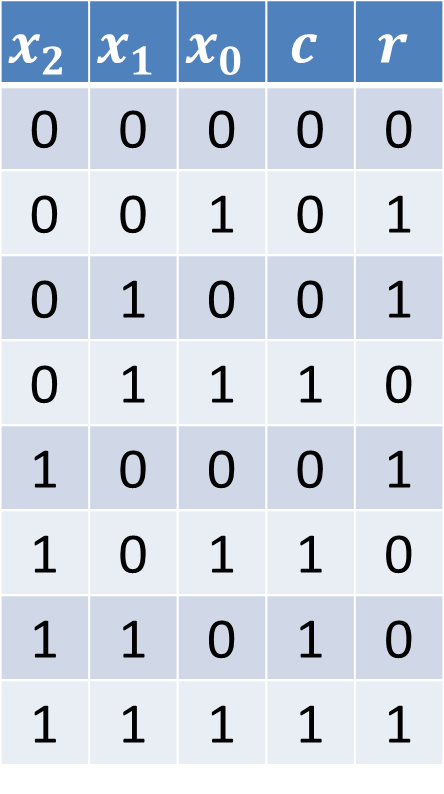 x₂ x₁ x₀ c r
0 0 0 0 0
0 0 1 0 1
0 1 0 0 1
0 1 1 1 0
1 0 0 0 1
1 0 1 1 0
1 1 0 1 0
1 1 1 1 1